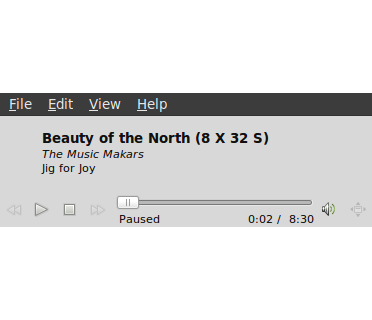 File Edit View Help
Beauty of the North (8 X 32 S)
The Music Makars
Jig for Joy
Paused 0:02 / 8:30